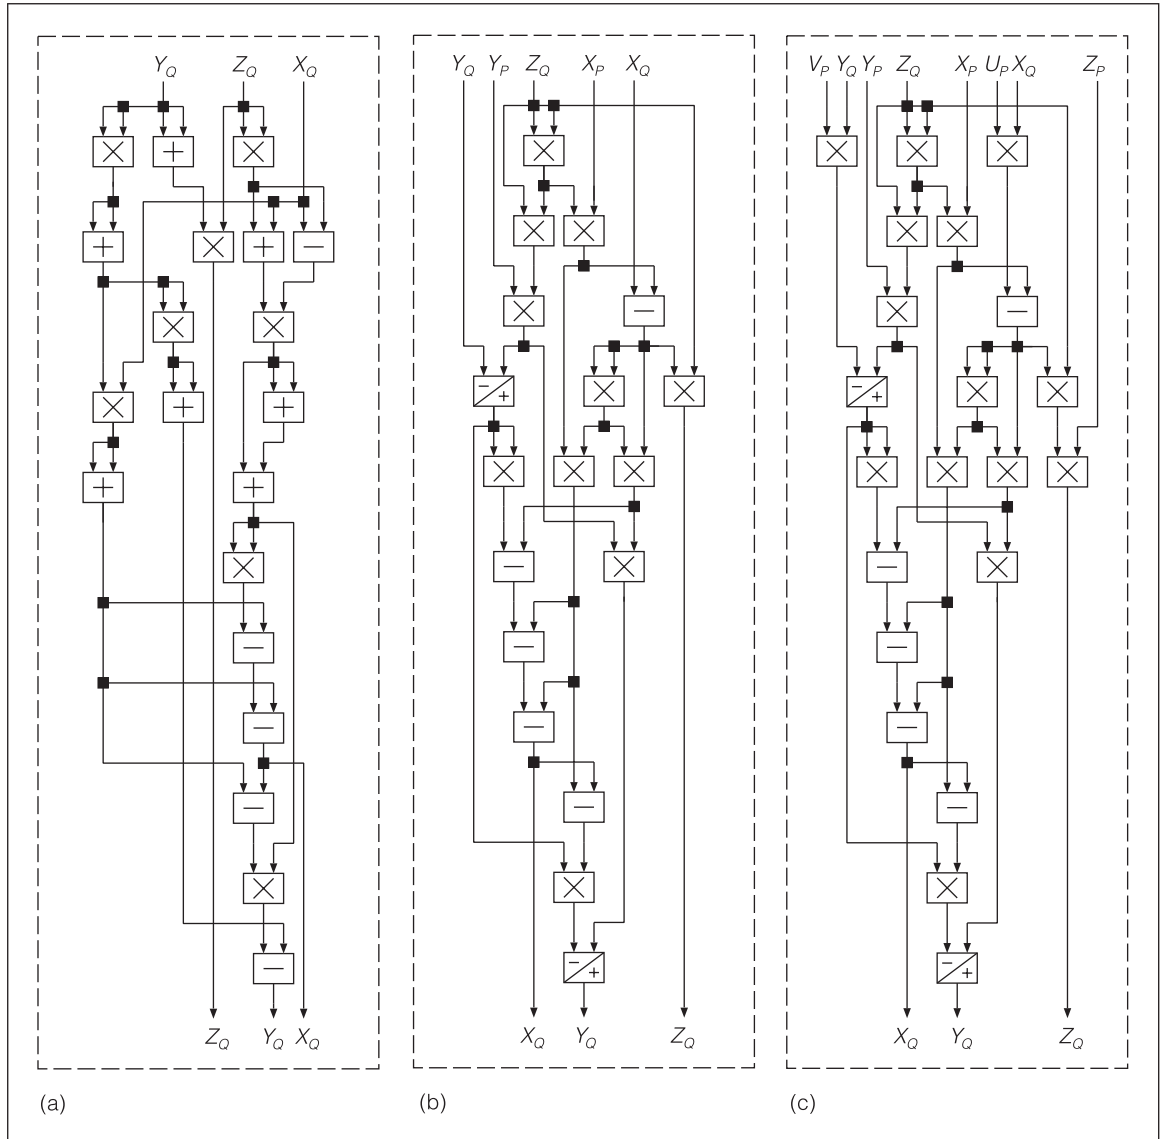 Y_Q Z_Q X_Q
Y_Q Y_P Z_Q X_P X_Q
V_P Y_Q Y_P Z_Q X_P U_P X_Q Z_P
× + ×
×
× ×
× × + −
× ×
× ×
× ×
× −
× −
× ×
−/+ × ×
−/+ × ×
× + +
× × ×
× × × ×
+ +
− ×
− ×
×
−
−
−
−
−
−
−
−
−
×
×
×
−
−/+
−/+
Z_Q Y_Q X_Q
X_Q Y_Q Z_Q
X_Q Y_Q Z_Q
(a)
(b)
(c)